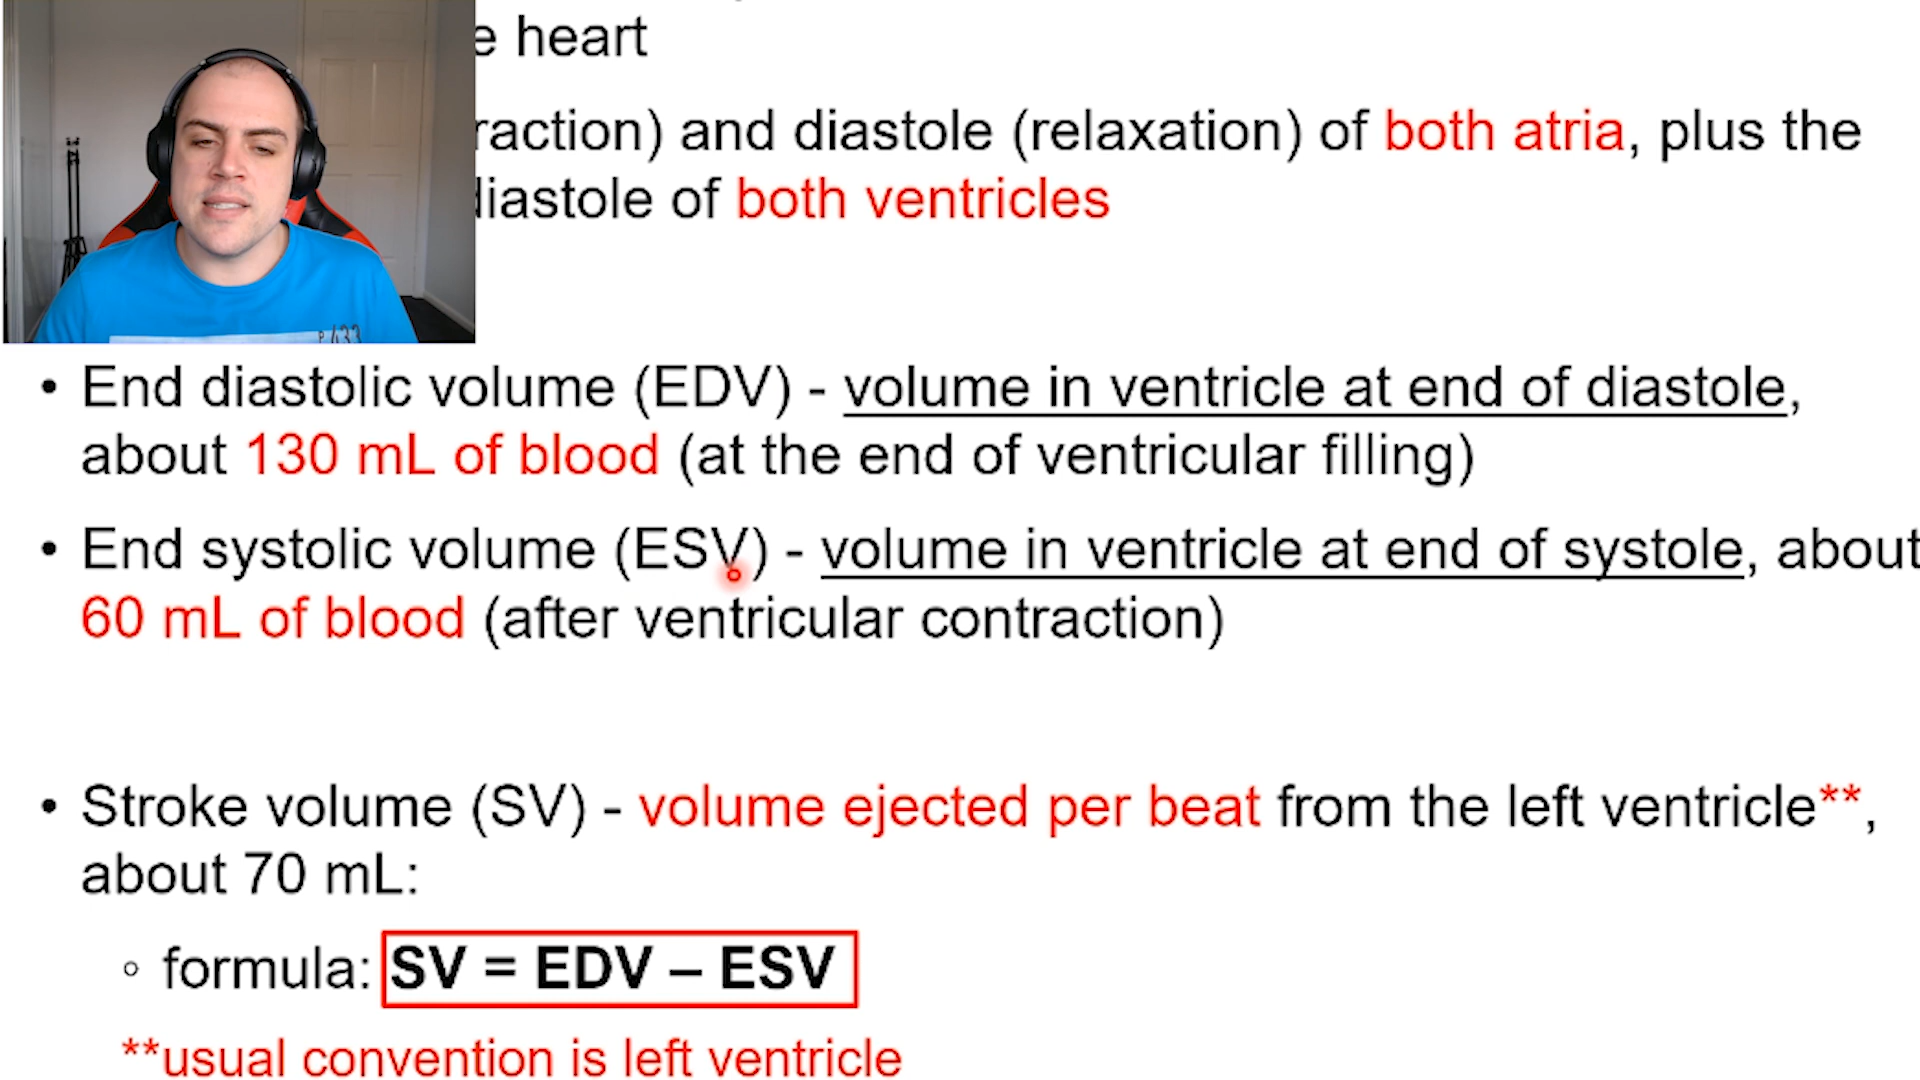 e heart
raction) and diastole (relaxation) of both atria, plus the
diastole of both ventricles
• End diastolic volume (EDV) - volume in ventricle at end of diastole,
about 130 mL of blood (at the end of ventricular filling)
• End systolic volume (ESV) - volume in ventricle at end of systole, about
60 mL of blood (after ventricular contraction)
• Stroke volume (SV) - volume ejected per beat from the left ventricle**,
about 70 mL:
◦ formula: SV = EDV – ESV
**usual convention is left ventricle